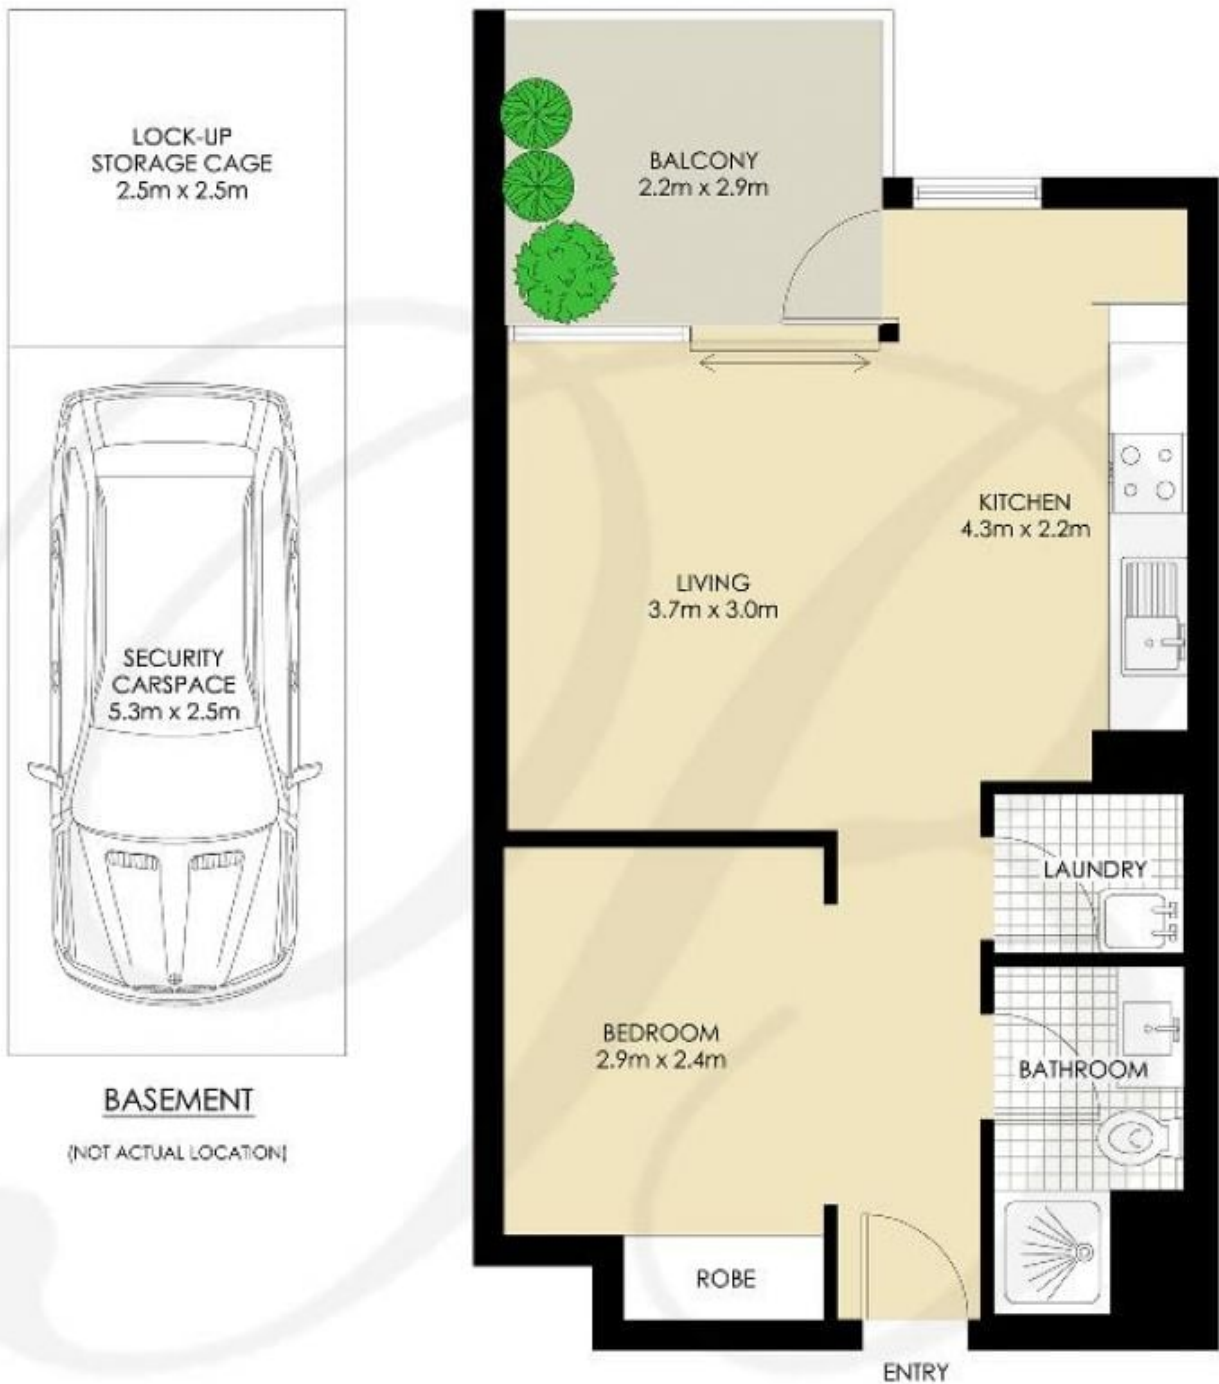 LOCK-UP
STORAGE CAGE
2.5m x 2.5m
SECURITY
CARSPACE
5.3m x 2.5m
BASEMENT
(NOT ACTUAL LOCATION)
BALCONY
2.2m x 2.9m
KITCHEN
4.3m x 2.2m
LIVING
3.7m x 3.0m
LAUNDRY
BEDROOM
2.9m x 2.4m
BATHROOM
ROBE
ENTRY